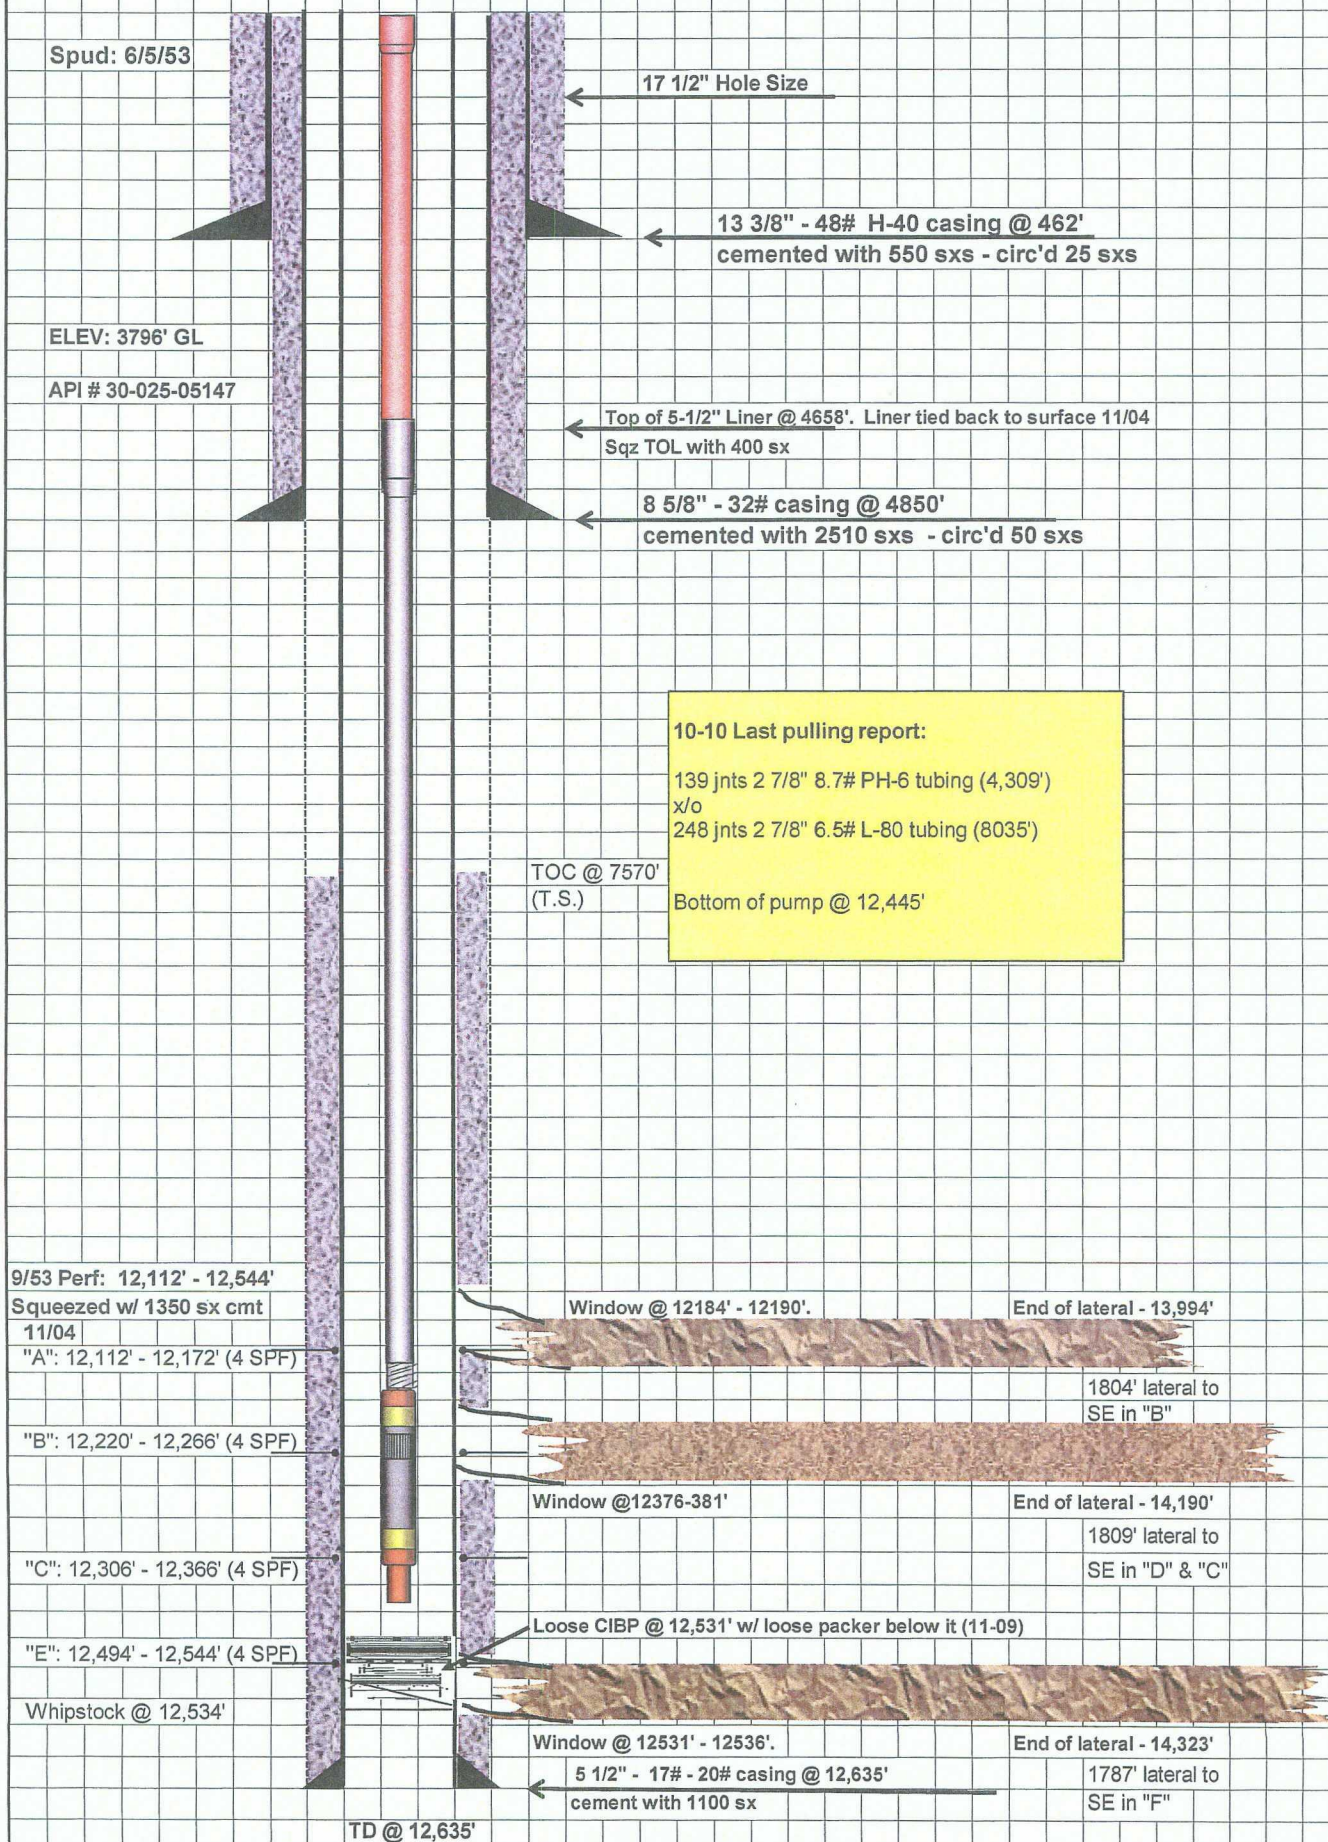 Spud: 6/5/53
17 1/2" Hole Size
13 3/8" - 48# H-40 casing @ 462'
cemented with 550 sxs - circ'd 25 sxs
ELEV: 3796' GL
API # 30-025-05147
Top of 5-1/2" Liner @ 4658'. Liner tied back to surface 11/04
Sqz TOL with 400 sx
8 5/8" - 32# casing @ 4850'
cemented with 2510 sxs - circ'd 50 sxs
10-10 Last pulling report:
139 jnts 2 7/8" 8.7# PH-6 tubing (4,309')
x/o
248 jnts 2 7/8" 6.5# L-80 tubing (8035')
Bottom of pump @ 12,445'
TOC @ 7570'
(T.S.)
9/53 Perf: 12,112' - 12,544'
Squeezed w/ 1350 sx cmt
11/04
"A": 12,112' - 12,172' (4 SPF)
Window @ 12184' - 12190'.
End of lateral - 13,994'
1804' lateral to
SE in "B"
"B": 12,220' - 12,266' (4 SPF)
Window @12376-381'
End of lateral - 14,190'
1809' lateral to
SE in "D" & "C"
"C": 12,306' - 12,366' (4 SPF)
Loose CIBP @ 12,531' w/ loose packer below it (11-09)
"E": 12,494' - 12,544' (4 SPF)
Whipstock @ 12,534'
Window @ 12531' - 12536'.
End of lateral - 14,323'
1787' lateral to
SE in "F"
5 1/2" - 17# - 20# casing @ 12,635'
cement with 1100 sx
TD @ 12,635'